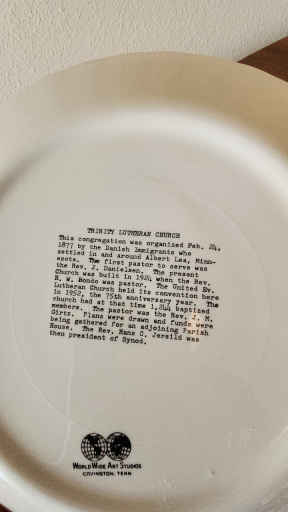 TRINITY LUTHERAN CHURCH
This congregation was organized Feb. 24,
1877 by the Danish Immigrants who
settled in and around Albert Lea, Minn-
esota. The first pastor to serve was
the Rev. J. Danielsen. The present
Church was built in 1924 when the Rev.
H. W. Bondo was pastor. The United Ev.
Lutheran Church held its convention here
in 1952, the 75th anniversary year. The
church had at that time 1,844 baptized
members. The pastor was the Rev. J. M.
Girtz. Plans were drawn and funds were
being gathered for an adjoining Parish
House. The Rev. Hans C. Jersild was
then president of Synod.
WORLD WIDE ART STUDIOS
COVINGTON, TENN.